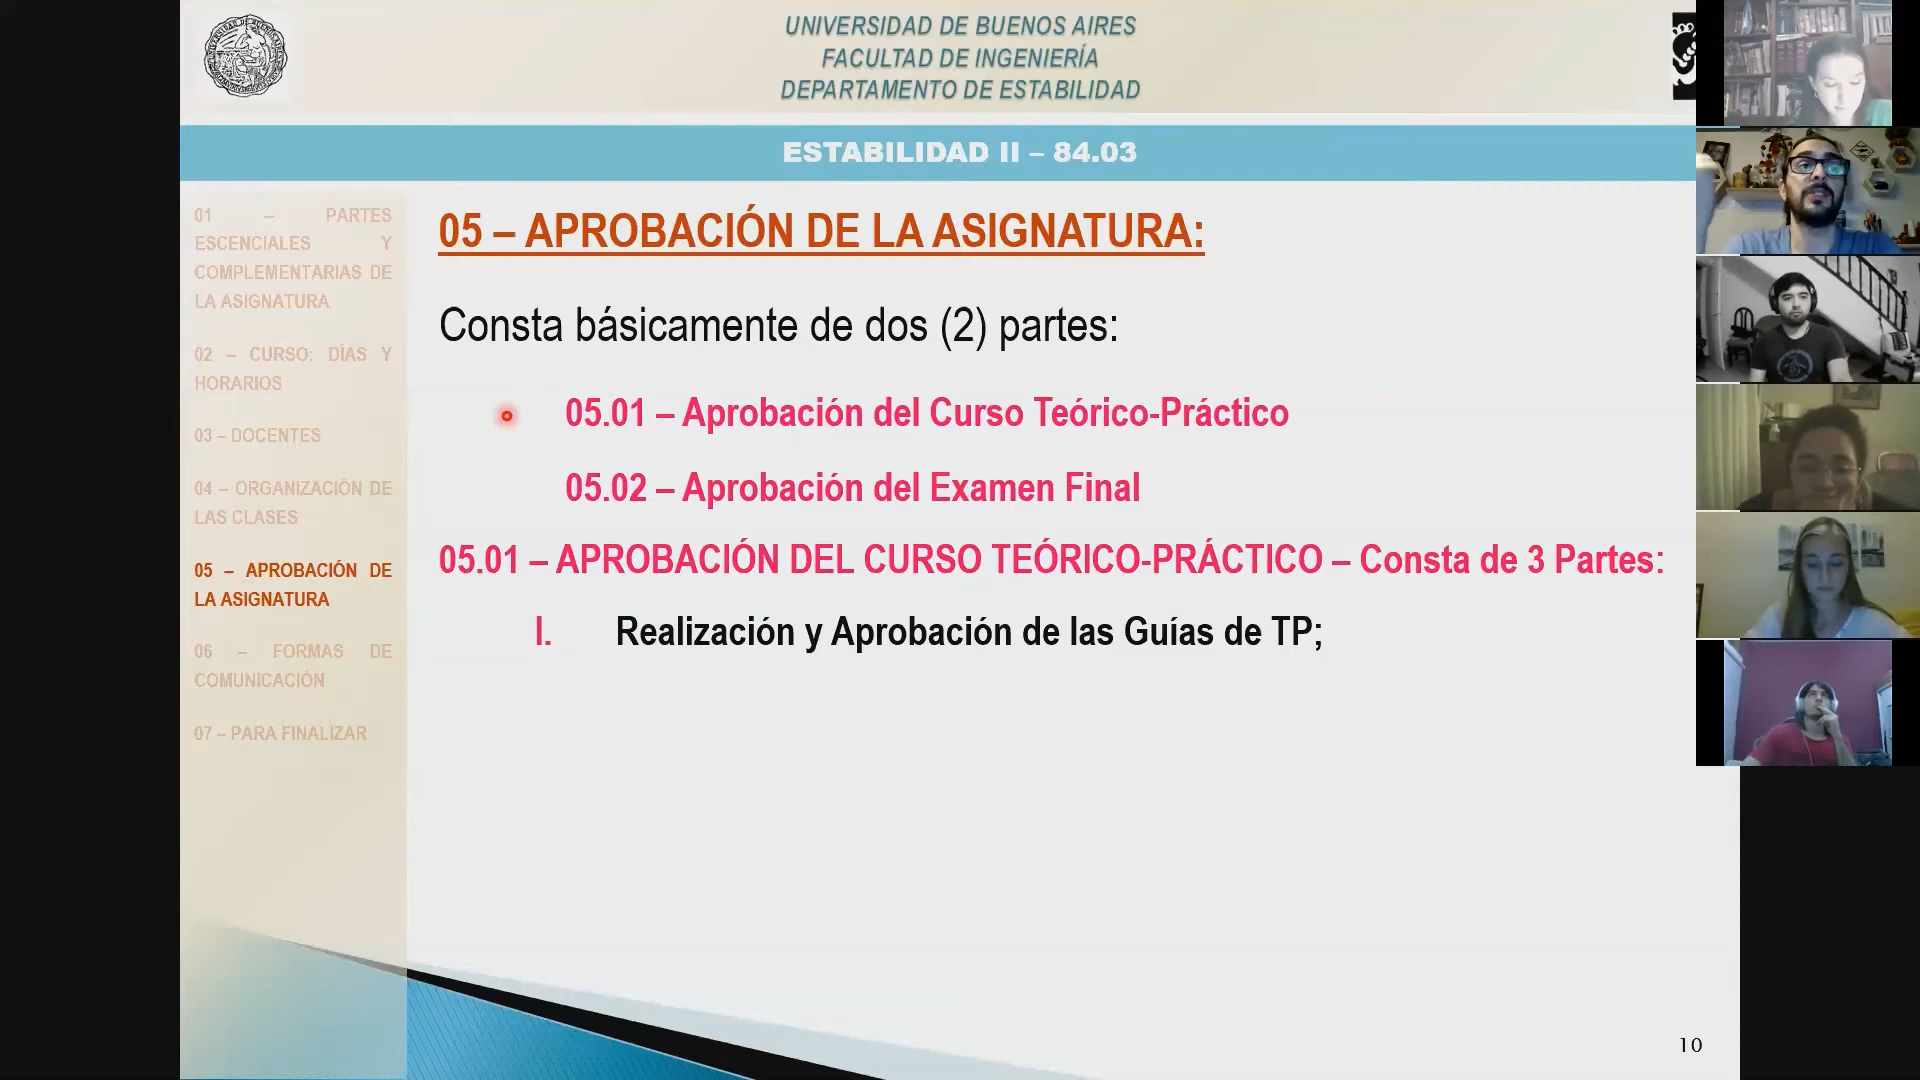 UNIVERSIDAD DE BUENOS AIRES
FACULTAD DE INGENIERÍA
DEPARTAMENTO DE ESTABILIDAD
ESTABILIDAD II – 84.03
01 – PARTES
ESCENCIALES Y
COMPLEMENTARIAS DE
LA ASIGNATURA
02 – CURSO: DÍAS Y
HORARIOS
03 – DOCENTES
04 – ORGANIZACIÓN DE
LAS CLASES
05 – APROBACIÓN DE
LA ASIGNATURA
06 – FORMAS DE
COMUNICACIÓN
07 – PARA FINALIZAR
05 – APROBACIÓN DE LA ASIGNATURA:
Consta básicamente de dos (2) partes:
05.01 – Aprobación del Curso Teórico-Práctico
05.02 – Aprobación del Examen Final
05.01 – APROBACIÓN DEL CURSO TEÓRICO-PRÁCTICO – Consta de 3 Partes:
I. Realización y Aprobación de las Guías de TP;
10